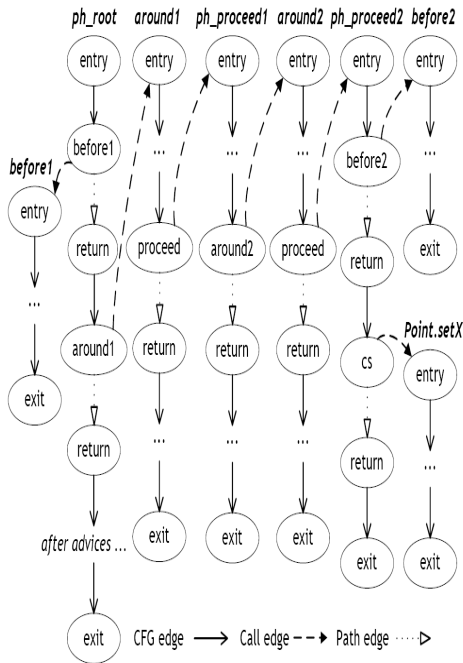 ph_root around1 ph_proceed1 around2 ph_proceed2 before2
entry entry entry entry entry entry
before1 ... ... ... before2 ...
before1
entry return proceed around2 proceed return exit
... around1 return return return cs Point.setX
entry
exit return ... ... ... return ...
after advices ... exit exit exit exit exit
exit CFG edge Call edge Path edge